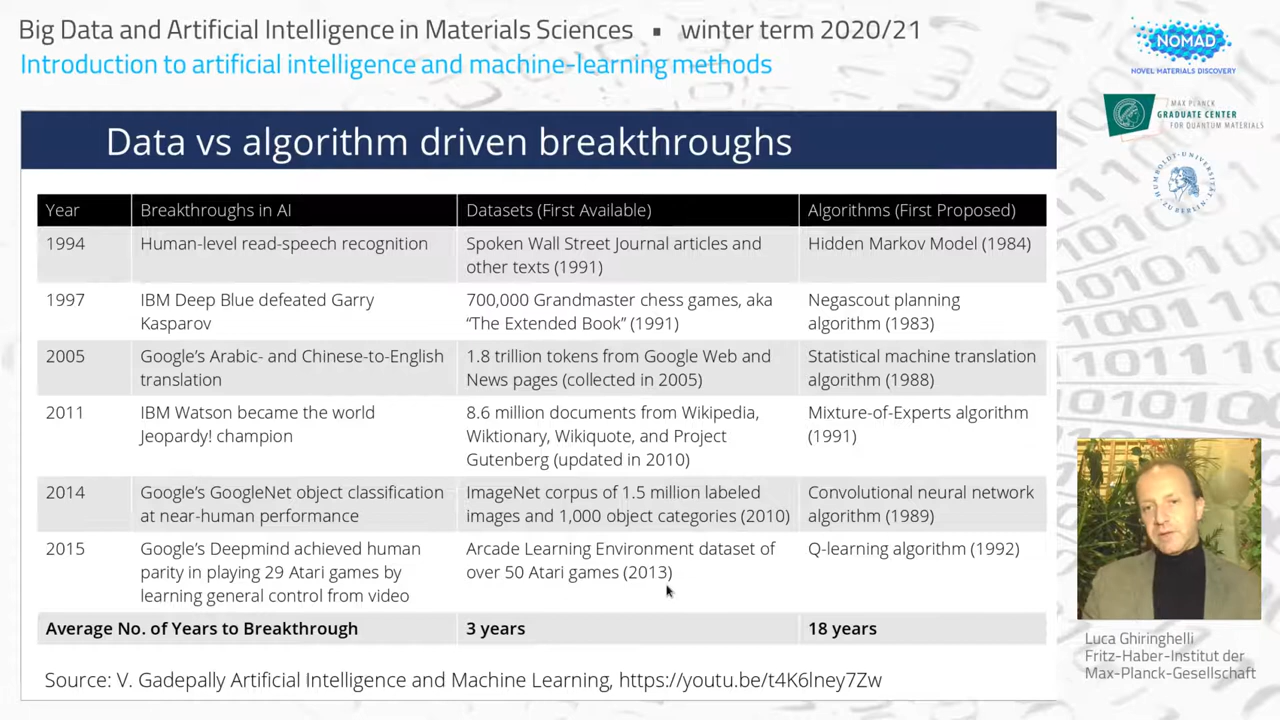 Big Data and Artificial Intelligence in Materials Sciences ▪ winter term 2020/21
Introduction to artificial intelligence and machine-learning methods
NOMAD
NOVEL MATERIALS DISCOVERY
MAX PLANCK
GRADUATE CENTER
FOR QUANTUM MATERIALS
HUMBOLDT-UNIVERSITÄT
ZU BERLIN
Data vs algorithm driven breakthroughs
Year Breakthroughs in AI Datasets (First Available) Algorithms (First Proposed)
1994 Human-level read-speech recognition Spoken Wall Street Journal articles and Hidden Markov Model (1984)
other texts (1991)
1997 IBM Deep Blue defeated Garry 700,000 Grandmaster chess games, aka Negascout planning
Kasparov “The Extended Book” (1991) algorithm (1983)
2005 Google’s Arabic- and Chinese-to-English 1.8 trillion tokens from Google Web and Statistical machine translation
translation News pages (collected in 2005) algorithm (1988)
2011 IBM Watson became the world 8.6 million documents from Wikipedia, Mixture-of-Experts algorithm
Jeopardy! champion Wiktionary, Wikiquote, and Project (1991)
Gutenberg (updated in 2010)
2014 Google’s GoogleNet object classification ImageNet corpus of 1.5 million labeled Convolutional neural network
at near-human performance images and 1,000 object categories (2010) algorithm (1989)
2015 Google’s Deepmind achieved human Arcade Learning Environment dataset of Q-learning algorithm (1992)
parity in playing 29 Atari games by over 50 Atari games (2013)
learning general control from video
Average No. of Years to Breakthrough 3 years 18 years
Source: V. Gadepally Artificial Intelligence and Machine Learning, https://youtu.be/t4K6lney7Zw
Luca Ghiringhelli
Fritz-Haber-Institut der
Max-Planck-Gesellschaft